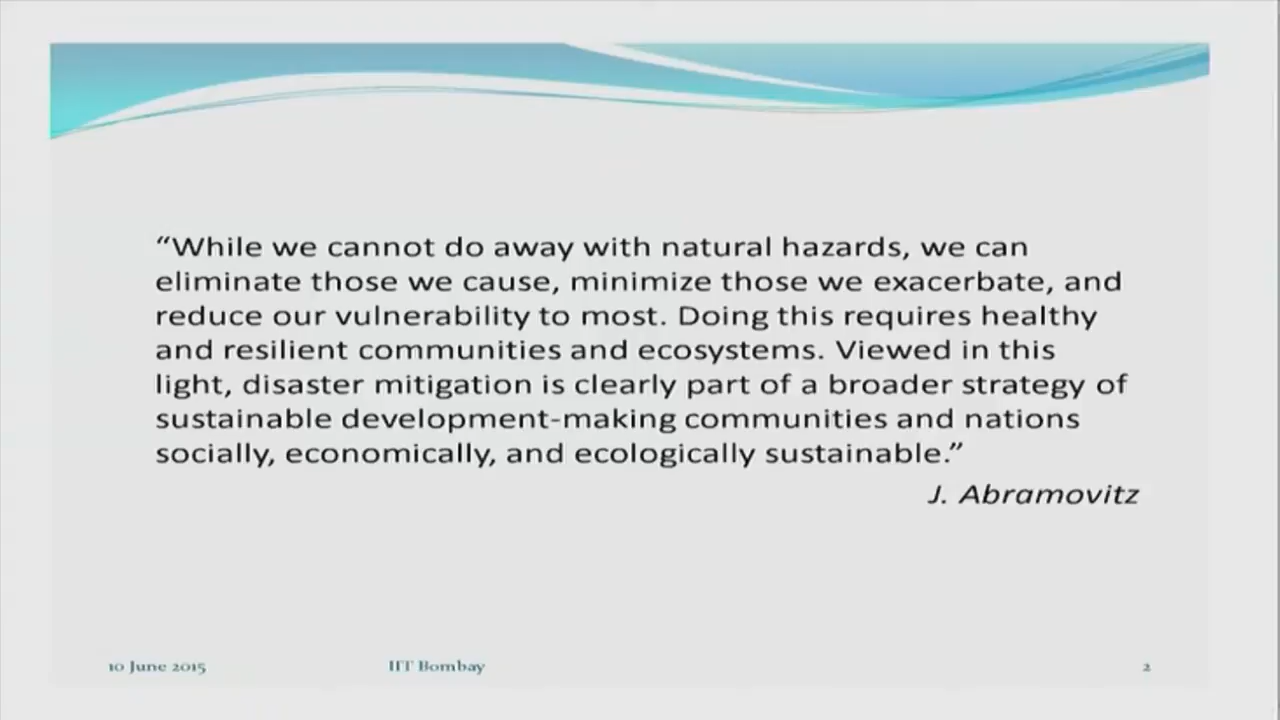 “While we cannot do away with natural hazards, we can
eliminate those we cause, minimize those we exacerbate, and
reduce our vulnerability to most. Doing this requires healthy
and resilient communities and ecosystems. Viewed in this
light, disaster mitigation is clearly part of a broader strategy of
sustainable development-making communities and nations
socially, economically, and ecologically sustainable.”
J. Abramovitz
10 June 2015
IIT Bombay
2